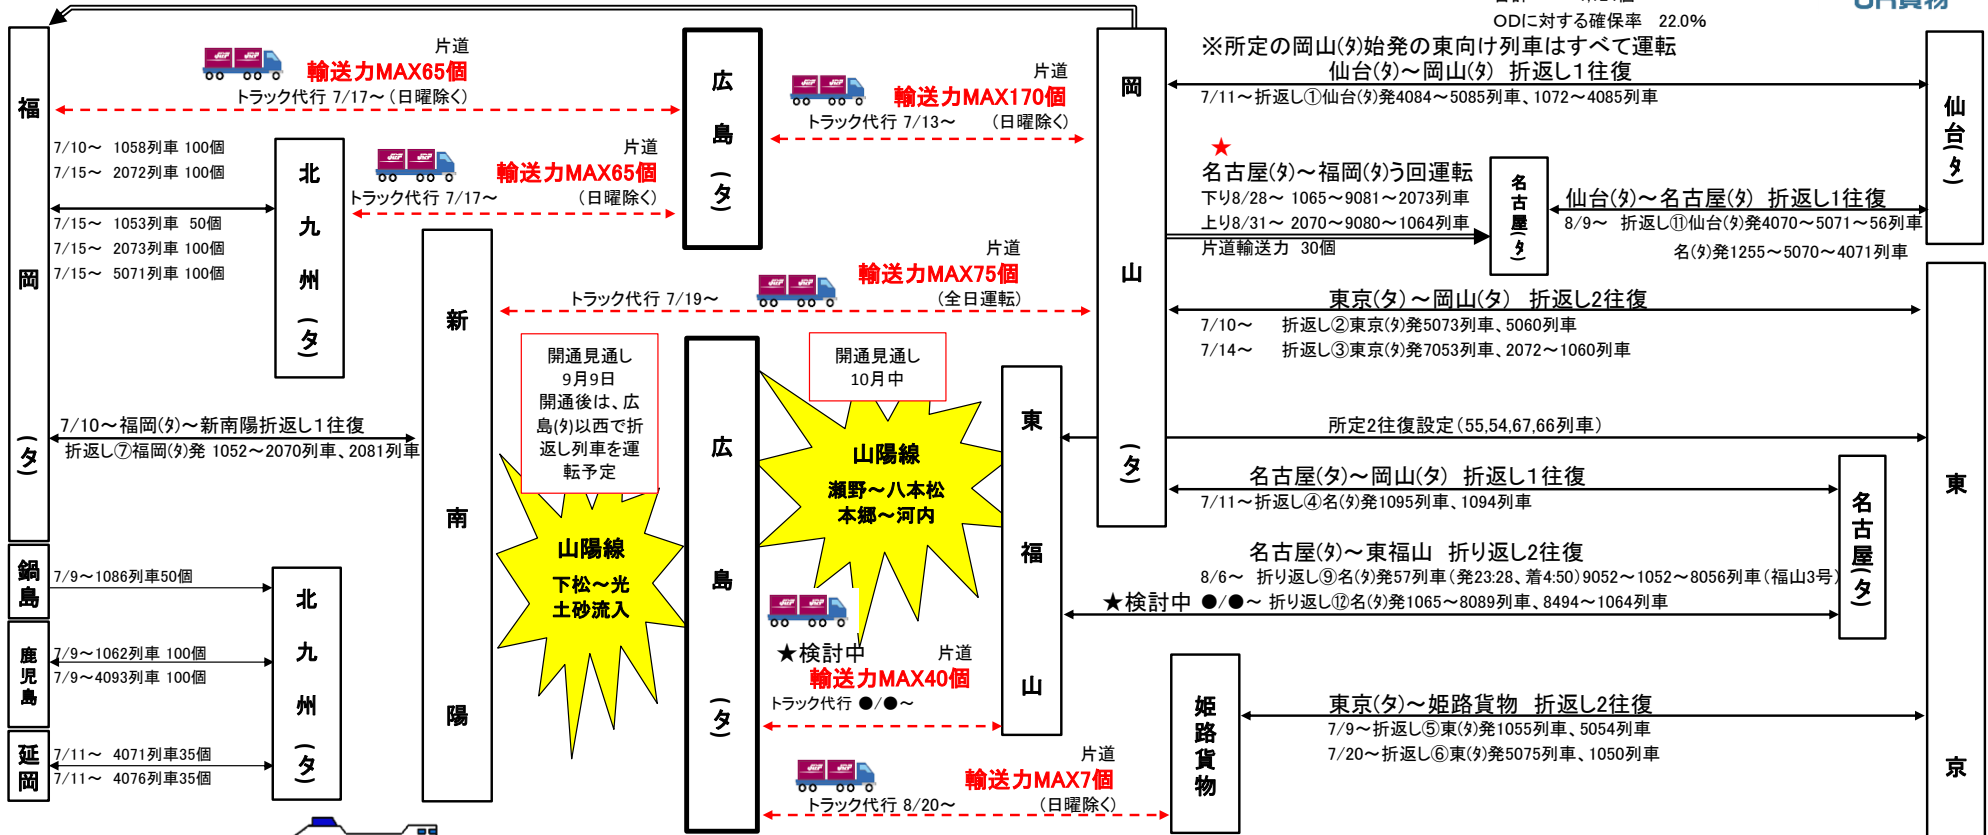 ODに対する確保率 22.0%
※所定の岡山(タ)始発の東向け列車はすべて運転
仙台(タ)～岡山(タ) 折返し1往復
7/11～折返し①仙台(タ)発4084～5085列車、1072～4085列車
仙台(タ)
福岡(タ)
片道
輸送力MAX65個
トラック代行 7/17～ (日曜除く)
広島(タ)
片道
輸送力MAX170個
トラック代行 7/13～ (日曜除く)
岡山(タ)
7/10～ 1058列車 100個
7/15～ 2072列車 100個
7/15～ 1053列車 50個
7/15～ 2073列車 100個
7/15～ 5071列車 100個
北九州(タ)
片道
輸送力MAX65個
トラック代行 7/17～ (日曜除く)
★
名古屋(タ)～福岡(タ)う回運転
下り8/28～ 1065～9081～2073列車
上り8/31～ 2070～9080～1064列車
片道輸送力 30個
名古屋(タ)
仙台(タ)～名古屋(タ) 折返し1往復
8/9～ 折返し⑪仙台(タ)発4070～5071～56列車
名(タ)発1255～5070～4071列車
新南陽
片道
輸送力MAX75個
トラック代行 7/19～ (全日運転)
東京(タ)～岡山(タ) 折返し2往復
7/10～ 折返し②東京(タ)発5073列車、5060列車
7/14～ 折返し③東京(タ)発7053列車、2072～1060列車
東京
開通見通し
9月9日
開通後は、広
島(タ)以西で折
返し列車を運
転予定
開通見通し
10月中
広島(タ)
東福山
7/10～福岡(タ)～新南陽折返し1往復
折返し⑦福岡(タ)発 1052～2070列車、2081列車
所定2往復設定(55,54,67,66列車)
山陽線
瀬野～八本松
本郷～河内
名古屋(タ)～岡山(タ) 折返し1往復
7/11～折返し④名(タ)発1095列車、1094列車
名古屋(タ)
山陽線
下松～光
土砂流入
名古屋(タ)～東福山 折り返し2往復
8/6～ 折り返し⑨名(タ)発57列車(発23:28、着4:50)9052～1052～8056列車(福山3号)
★検討中 ●/●～ 折り返し⑫名(タ)発1065～8089列車、8494～1064列車
鍋島
7/9～1086列車50個
北九州(タ)
鹿児島
7/9～1062列車 100個
7/9～4093列車 100個
延岡
7/11～ 4071列車35個
7/11～ 4076列車35個
★検討中 片道
輸送力MAX40個
トラック代行 ●/●～
姫路貨物
東京(タ)～姫路貨物 折返し2往復
7/9～折返し⑤東(タ)発1055列車、5054列車
7/20～折返し⑥東(タ)発5075列車、1050列車
片道
輸送力MAX7個
トラック代行 8/20～ (日曜除く)